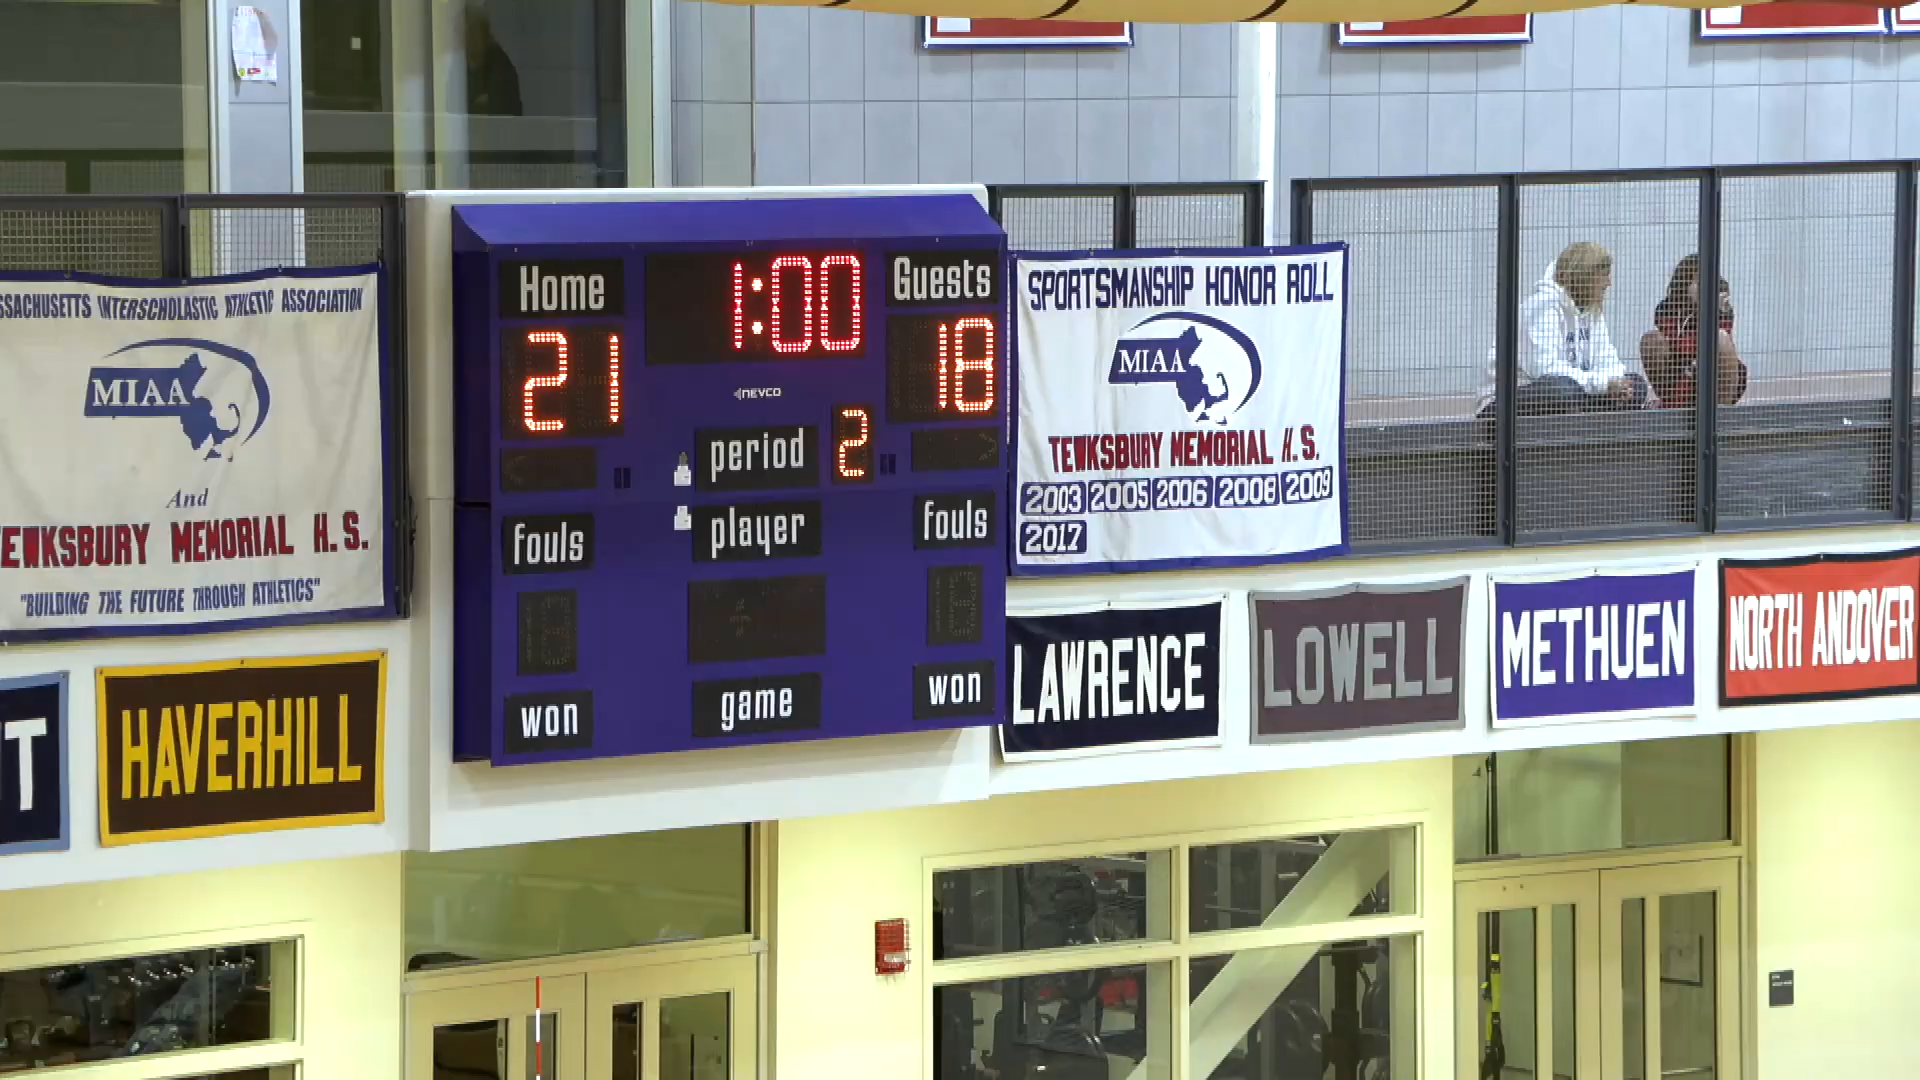 SSACHUSETTS INTERSCHOLASTIC ATHLETIC ASSOCIATION
MIAA
And
EWKSBURY MEMORIAL H.S.
"BUILDING THE FUTURE THROUGH ATHLETICS"
Home
1:00
Guests
21
18
NEVCO
period
2
fouls
player
fouls
won
game
won
SPORTSMANSHIP HONOR ROLL
MIAA
TEWKSBURY MEMORIAL H.S.
2003 2005 2006 2008 2009
2017
T
HAVERHILL
LAWRENCE
LOWELL
METHUEN
NORTH ANDOVER